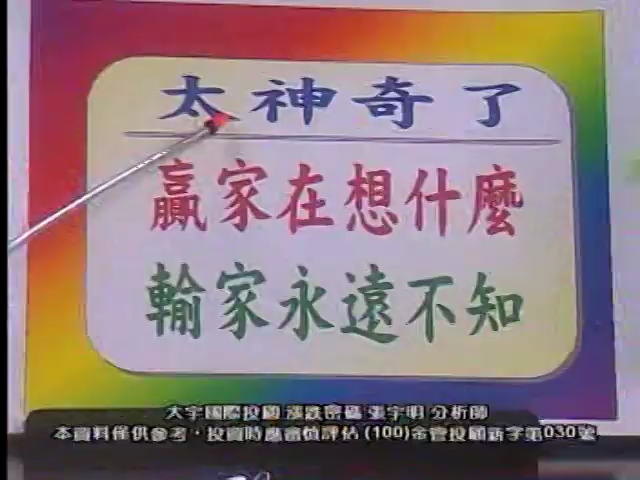 太神奇了
贏家在想什麼
輸家永遠不知
大宇國際投顧 漲跌密碼 張宇明 分析師
本資料僅供參考，投資時應審慎評估 (100)金管投顧新字第030號